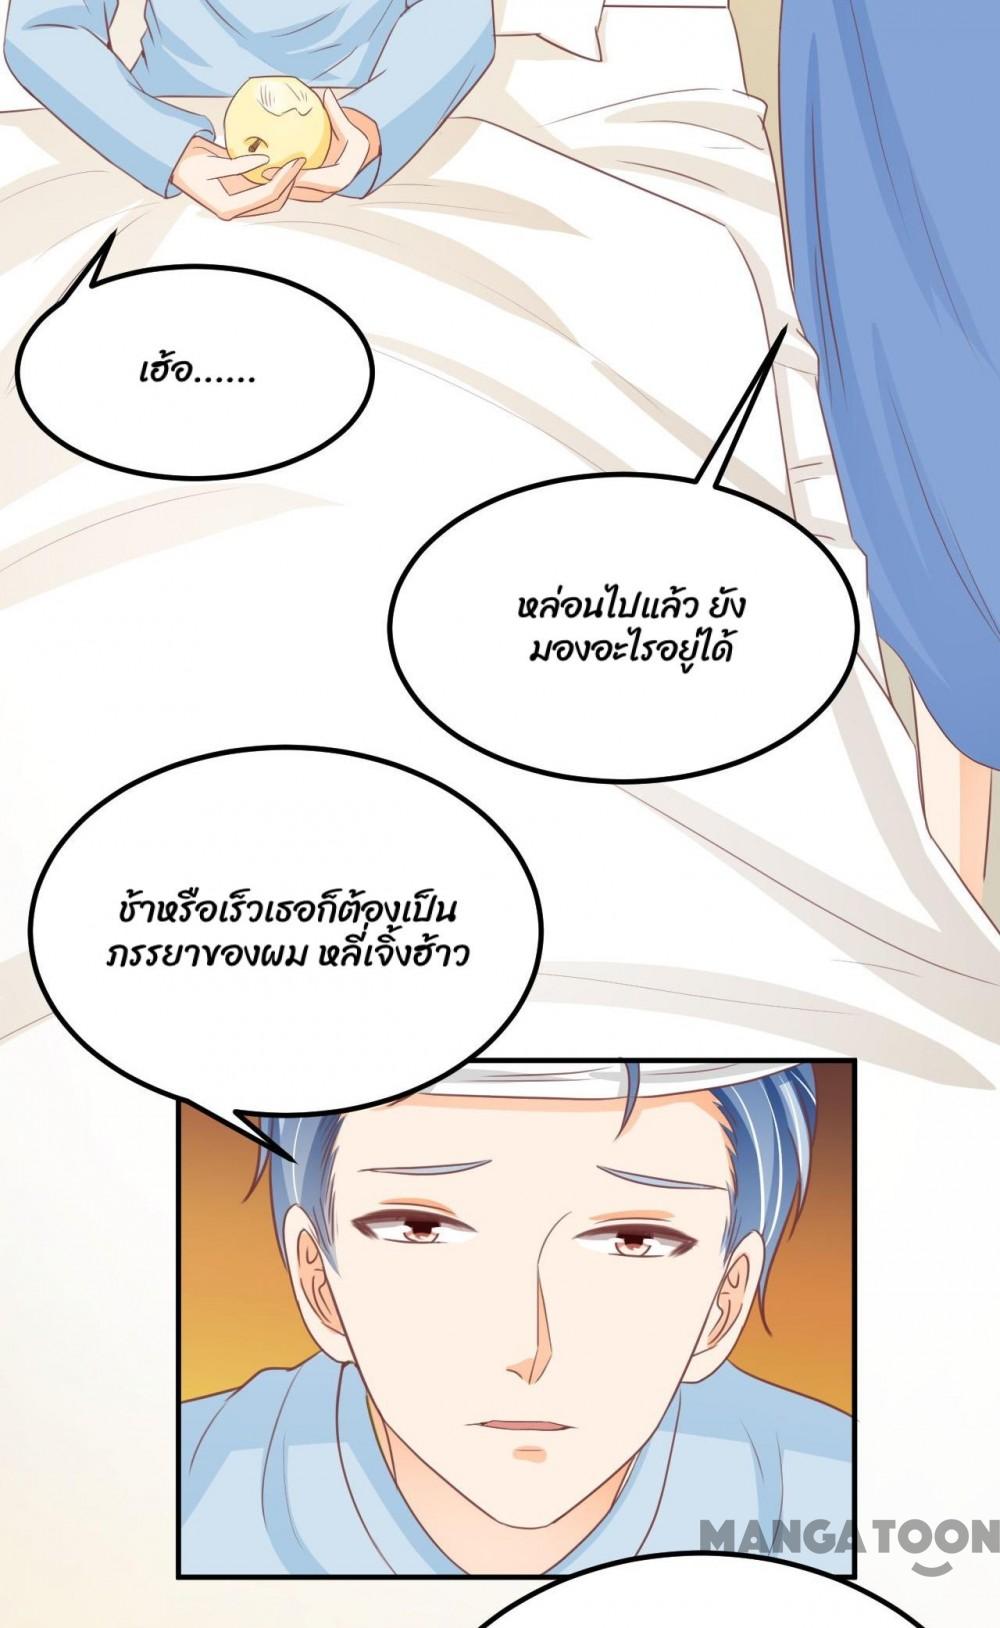 เฮ้อ......
หล่อนไปแล้ว ยัง
มองอะไรอยู่ได้
ช้าหรือเร็วเธอก็ต้องเป็น
ภรรยาของผม หลี่เจิ้งฮ้าว
MANGATOON